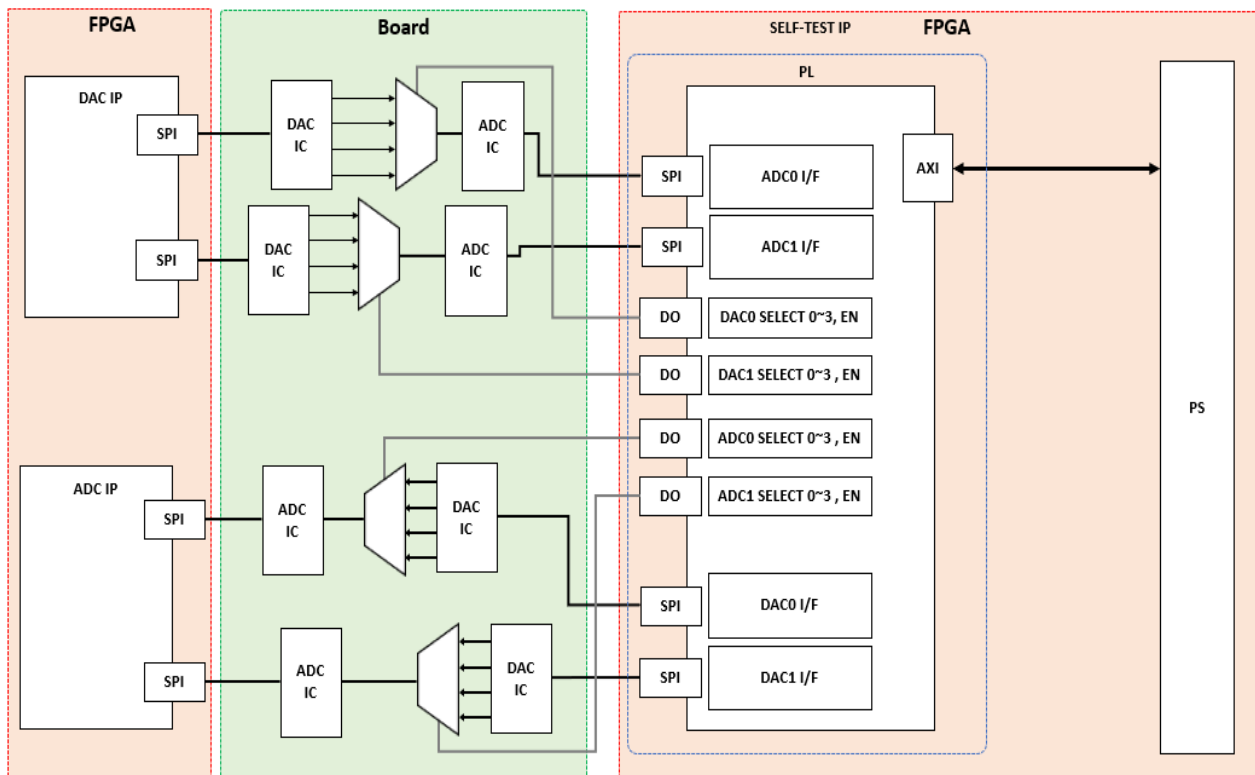 FPGA
Board
SELF-TEST IP
FPGA
PL
DAC IP
SPI
SPI
DAC
IC
ADC
IC
DAC
IC
ADC
IC
SPI
ADC0 I/F
AXI
SPI
ADC1 I/F
DO
DAC0 SELECT 0~3, EN
DO
DAC1 SELECT 0~3 , EN
DO
ADC0 SELECT 0~3 , EN
DO
ADC1 SELECT 0~3 , EN
PS
ADC IP
SPI
SPI
ADC
IC
DAC
IC
ADC
IC
DAC
IC
SPI
DAC0 I/F
SPI
DAC1 I/F